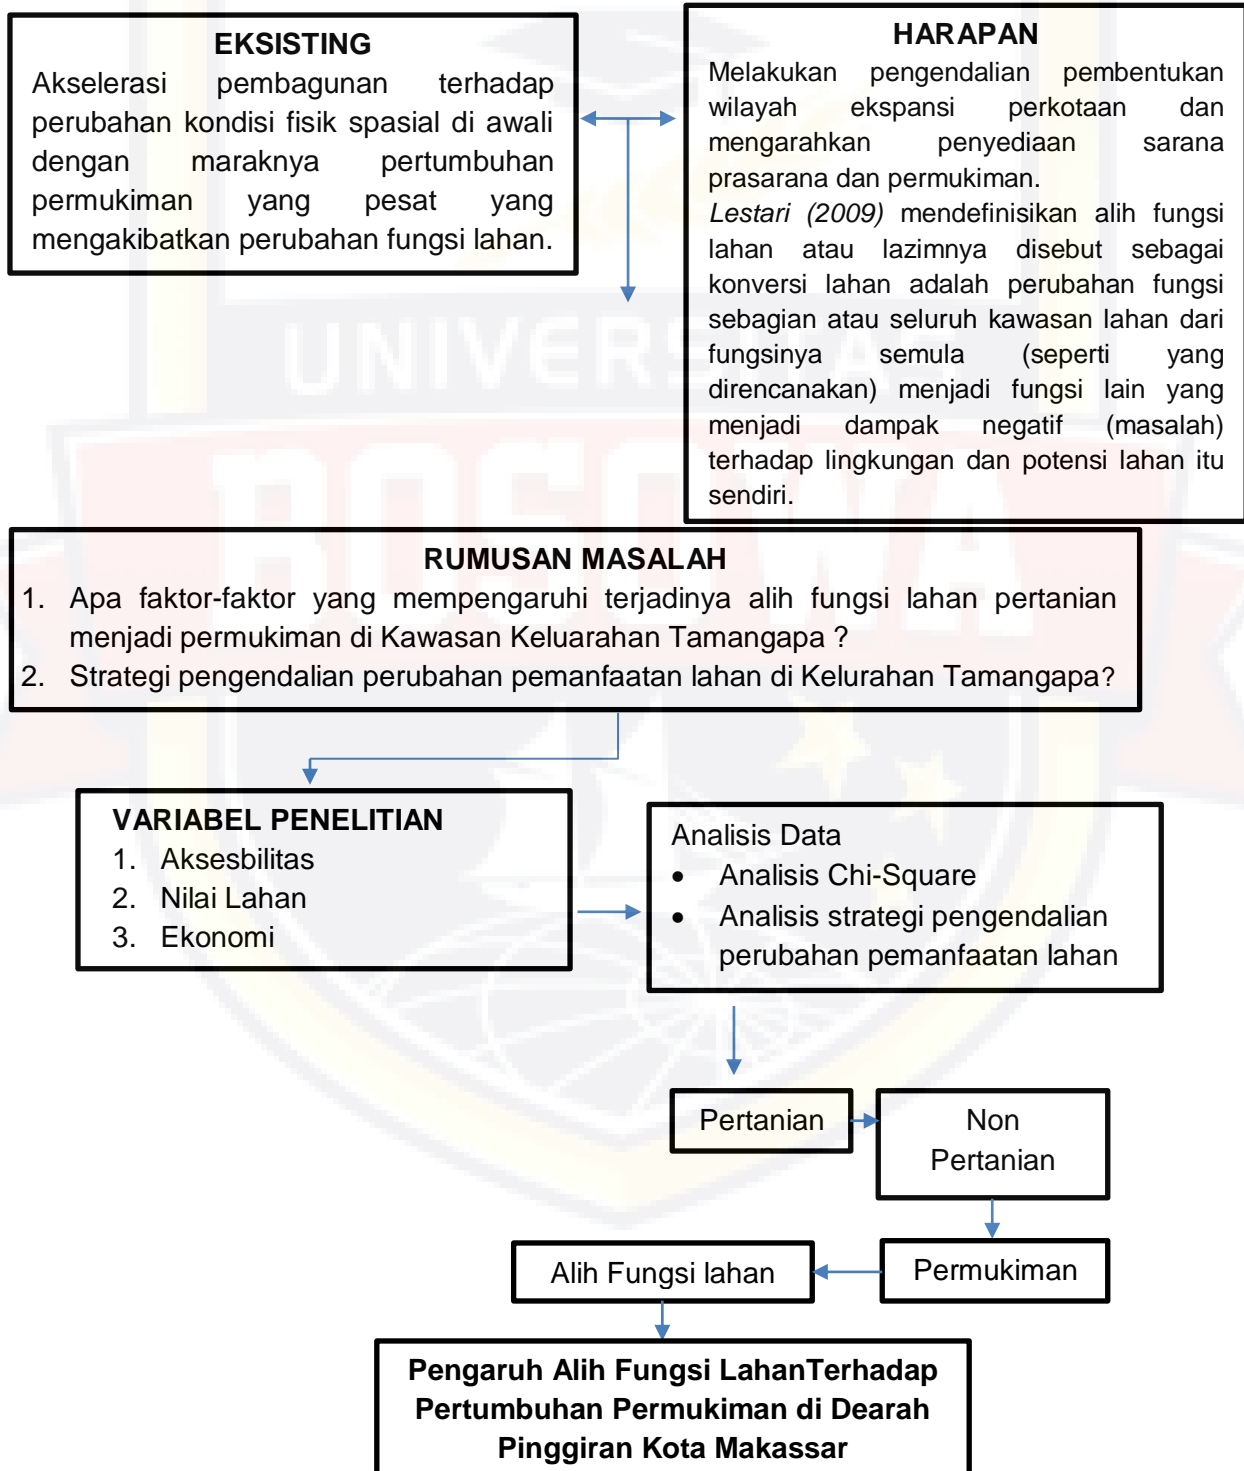 EKSISTING
Akselerasi pembagunan terhadap
perubahan kondisi fisik spasial di awali
dengan maraknya pertumbuhan
permukiman yang pesat yang
mengakibatkan perubahan fungsi lahan.
HARAPAN
Melakukan pengendalian pembentukan
wilayah ekspansi perkotaan dan
mengarahkan penyediaan sarana
prasarana dan permukiman.
Lestari (2009) mendefinisikan alih fungsi
lahan atau lazimnya disebut sebagai
konversi lahan adalah perubahan fungsi
sebagian atau seluruh kawasan lahan dari
fungsinya semula (seperti yang
direncanakan) menjadi fungsi lain yang
menjadi dampak negatif (masalah)
terhadap lingkungan dan potensi lahan itu
sendiri.
UNIVERSITAS
BOSOWA
RUMUSAN MASALAH
1. Apa faktor-faktor yang mempengaruhi terjadinya alih fungsi lahan pertanian
menjadi permukiman di Kawasan Keluarahan Tamangapa ?
2. Strategi pengendalian perubahan pemanfaatan lahan di Kelurahan Tamangapa?
VARIABEL PENELITIAN
1. Aksesbilitas
2. Nilai Lahan
3. Ekonomi
Analisis Data
• Analisis Chi-Square
• Analisis strategi pengendalian
perubahan pemanfaatan lahan
Pertanian
Non
Pertanian
Permukiman
Alih Fungsi lahan
Pengaruh Alih Fungsi LahanTerhadap
Pertumbuhan Permukiman di Dearah
Pinggiran Kota Makassar